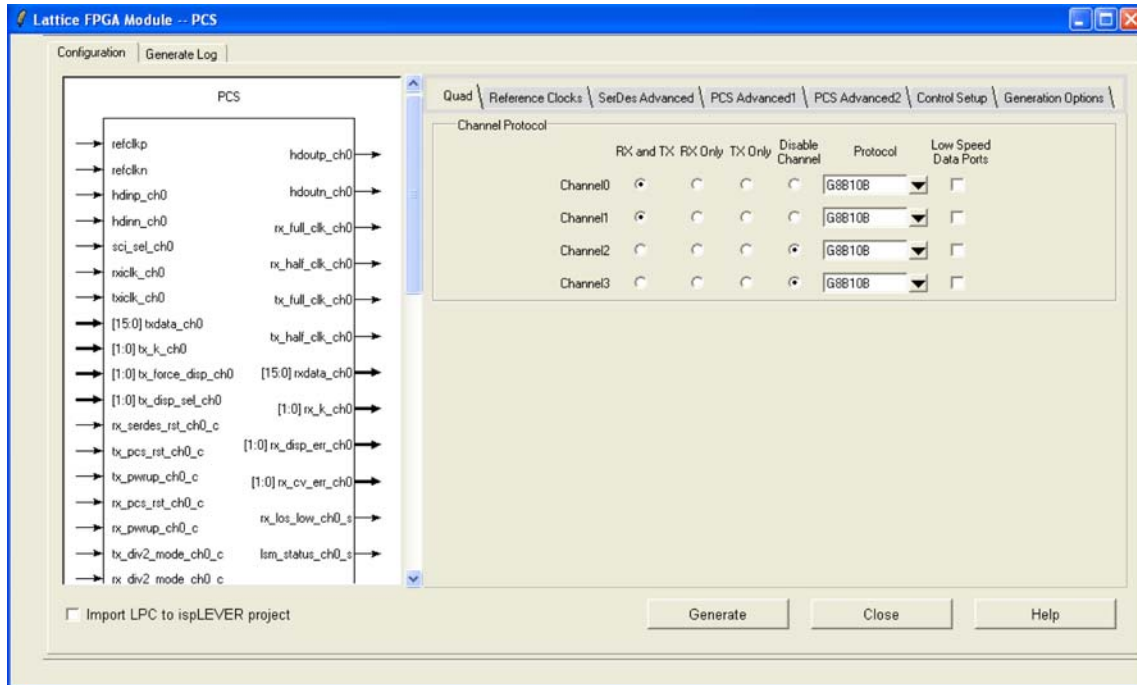 Lattice FPGA Module -- PCS
Configuration Generate Log
PCS
refclkp
refclkn
hdinp_ch0
hdinn_ch0
sci_sel_ch0
rxiclk_ch0
txiclk_ch0
[15:0] txdata_ch0
[1:0] tx_k_ch0
[1:0] tx_force_disp_ch0
[1:0] tx_disp_sel_ch0
rx_serdes_rst_ch0_c
tx_pcs_rst_ch0_c
tx_pwrup_ch0_c
rx_pcs_rst_ch0_c
rx_pwrup_ch0_c
tx_div2_mode_ch0_c
rx_div2_mode_ch0_c
hdoutp_ch0
hdoutn_ch0
rx_full_clk_ch0
rx_half_clk_ch0
tx_full_clk_ch0
tx_half_clk_ch0
[15:0] rxdata_ch0
[1:0] rx_k_ch0
[1:0] rx_disp_err_ch0
[1:0] rx_cv_err_ch0
rx_los_low_ch0_s
lsm_status_ch0_s
Quad Reference Clocks SerDes Advanced PCS Advanced1 PCS Advanced2 Control Setup Generation Options
Channel Protocol
RX and TX RX Only TX Only Disable Channel Protocol Low Speed Data Ports
Channel0 G8B10B
Channel1 G8B10B
Channel2 G8B10B
Channel3 G8B10B
Import LPC to ispLEVER project
Generate Close Help